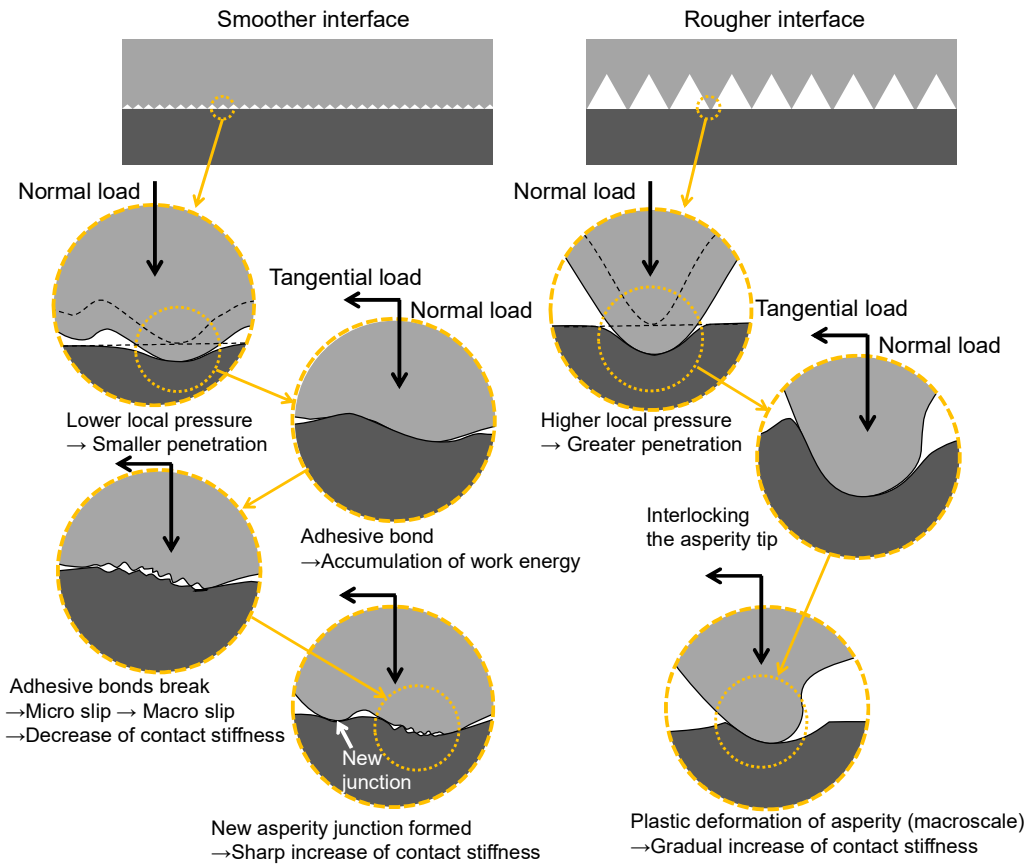 Smoother interface
Rougher interface
Normal load
Tangential load
Normal load
Lower local pressure
→ Smaller penetration
Adhesive bond
→Accumulation of work energy
Adhesive bonds break
→Micro slip → Macro slip
→Decrease of contact stiffness
New
junction
New asperity junction formed
→Sharp increase of contact stiffness
Normal load
Tangential load
Normal load
Higher local pressure
→ Greater penetration
Interlocking
the asperity tip
Plastic deformation of asperity (macroscale)
→Gradual increase of contact stiffness